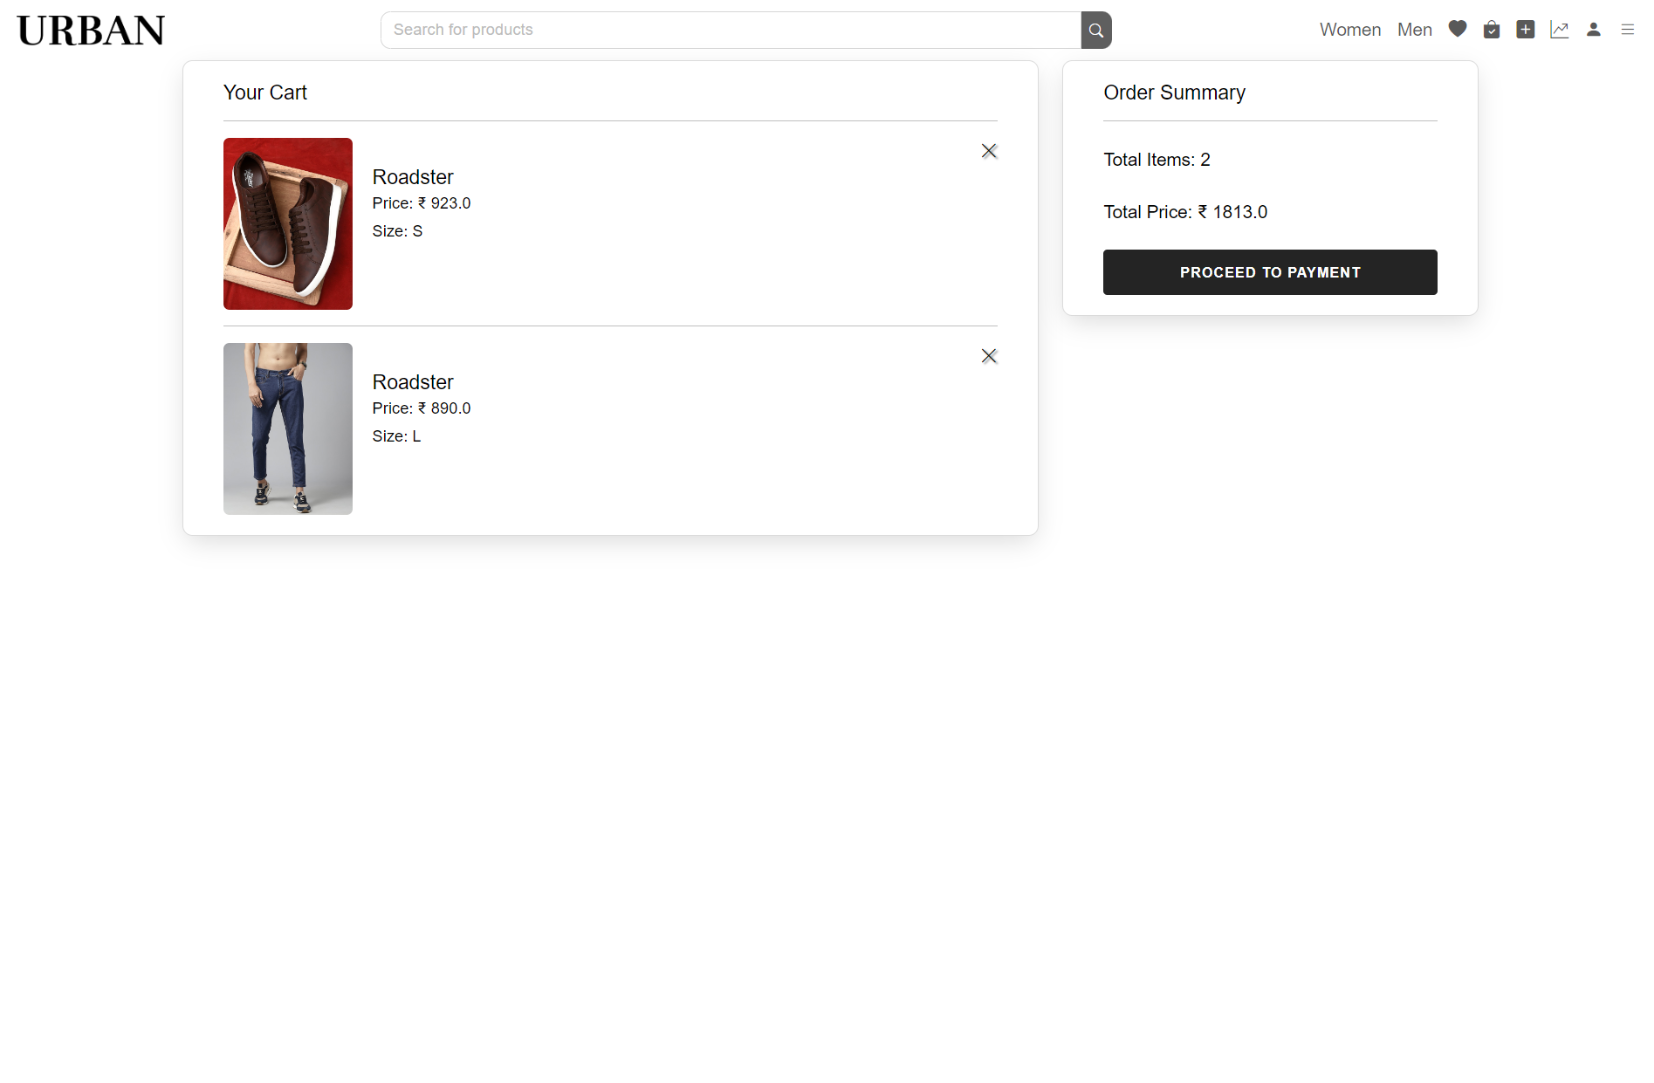 URBAN
Search for products
Women Men
Your Cart
Roadster
Price: ₹ 923.0
Size: S
Roadster
Price: ₹ 890.0
Size: L
Order Summary
Total Items: 2
Total Price: ₹ 1813.0
PROCEED TO PAYMENT